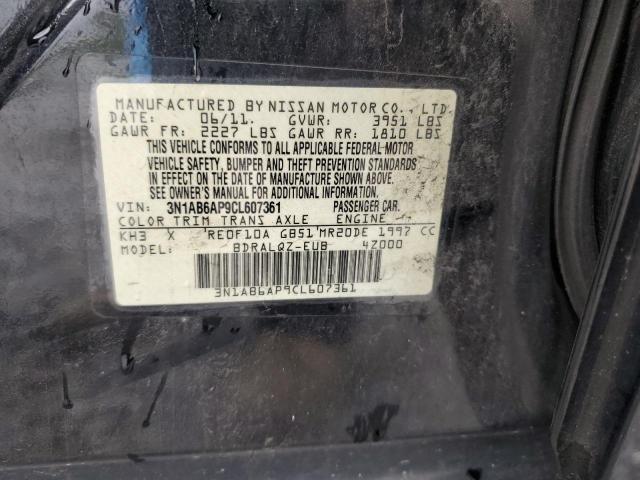 MANUFACTURED BY NISSAN MOTOR CO., LTD.
DATE: 06/11. GVWR: 3951 LBS
GAWR FR: 2227 LBS GAWR RR: 1810 LBS
THIS VEHICLE CONFORMS TO ALL APPLICABLE FEDERAL MOTOR
VEHICLE SAFETY, BUMPER AND THEFT PREVENTION STANDARDS
IN EFFECT ON THE DATE OF MANUFACTURE SHOWN ABOVE.
SEE OWNER'S MANUAL FOR ADDITIONAL INFORMATION.
VIN: 3N1AB6AP9CL607361 PASSENGER CAR.
COLOR TRIM TRANS AXLE ENGINE
KH3 X RE0F10A GB51 MR20DE 1997 CC
MODEL: BDRALQZ-EUB 4Z000
3N1AB6AP9CL607361